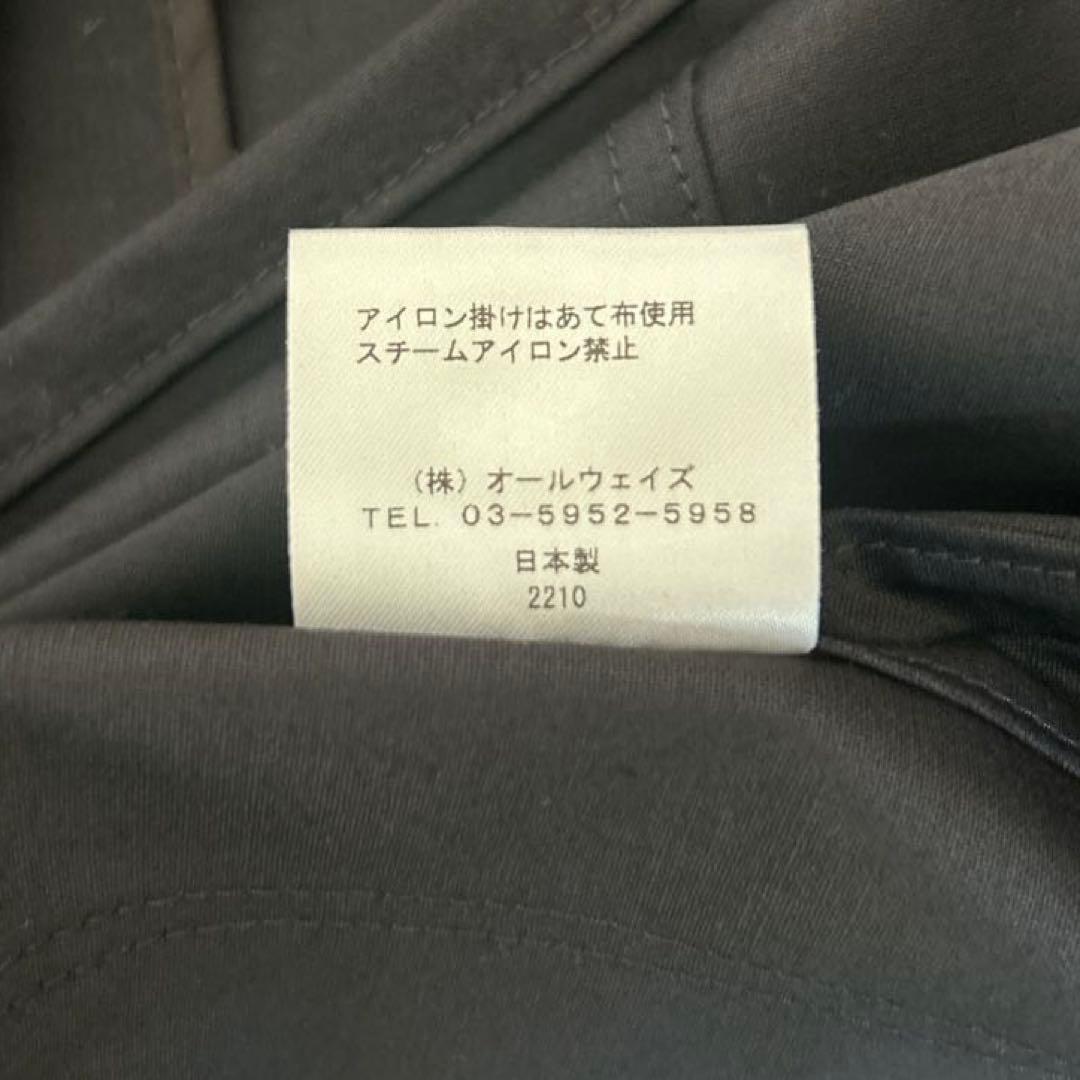 アイロン掛けはあて布使用
スチームアイロン禁止
(株) オールウェイズ
TEL. 03-5952-5958
日本製
2210